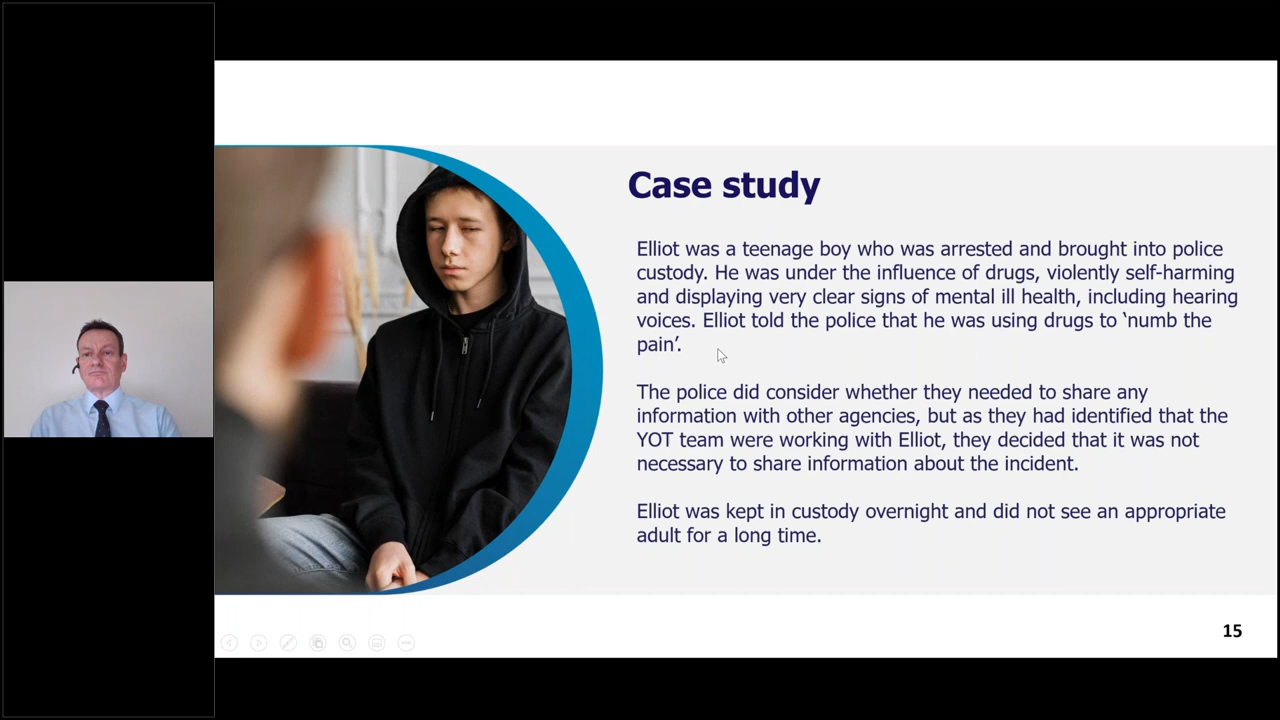 Case study
Elliot was a teenage boy who was arrested and brought into police
custody. He was under the influence of drugs, violently self-harming
and displaying very clear signs of mental ill health, including hearing
voices. Elliot told the police that he was using drugs to ‘numb the
pain’.
The police did consider whether they needed to share any
information with other agencies, but as they had identified that the
YOT team were working with Elliot, they decided that it was not
necessary to share information about the incident.
Elliot was kept in custody overnight and did not see an appropriate
adult for a long time.
15